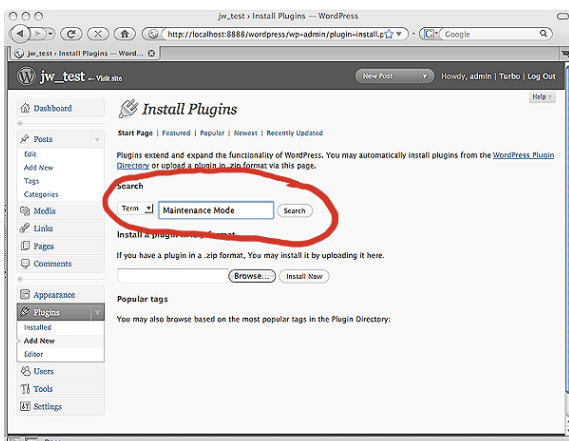 jw_test › Install Plugins — WordPress
http://localhost:8888/wordpress/wp-admin/plugin-install.p
Google
jw_test › Install Plugins — Word...
jw_test — Visit site
New Post
Howdy, admin | Turbo | Log Out
Help
Dashboard
Posts
Edit
Add New
Tags
Categories
Media
Links
Pages
Comments
Appearance
Plugins
Installed
Add New
Editor
Users
Tools
Settings
Install Plugins
Start Page | Featured | Popular | Newest | Recently Updated
Plugins extend and expand the functionality of WordPress. You may automatically install plugins from the WordPress Plugin
Directory or upload a plugin in .zip format via this page.
Search
Term
Maintenance Mode
Search
Install a plugin in .zip format
If you have a plugin in a .zip format, You may install it by uploading it here.
Browse...
Install Now
Popular tags
You may also browse based on the most popular tags in the Plugin Directory: